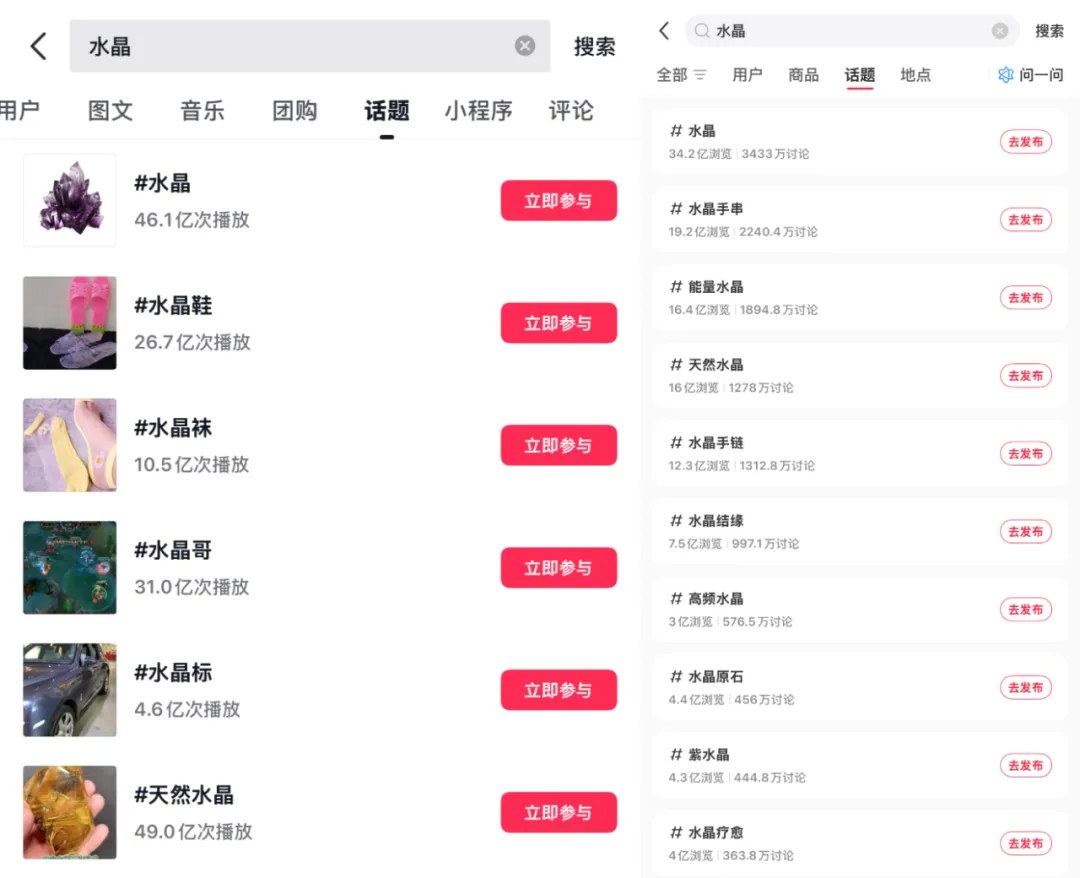 水晶
搜索
用户 图文 音乐 团购 话题 小程序 评论
#水晶
46.1亿次播放
立即参与
#水晶鞋
26.7亿次播放
立即参与
#水晶袜
10.5亿次播放
立即参与
#水晶哥
31.0亿次播放
立即参与
#水晶标
4.6亿次播放
立即参与
#天然水晶
49.0亿次播放
立即参与
水晶
搜索
全部 用户 商品 话题 地点 问一问
# 水晶
34.2亿浏览 | 3433万讨论
去发布
# 水晶手串
19.2亿浏览 | 2240.4万讨论
去发布
# 能量水晶
16.4亿浏览 | 1894.8万讨论
去发布
# 天然水晶
16亿浏览 | 1278万讨论
去发布
# 水晶手链
12.3亿浏览 | 1312.8万讨论
去发布
# 水晶结缘
7.5亿浏览 | 997.1万讨论
去发布
# 高频水晶
3亿浏览 | 576.5万讨论
去发布
# 水晶原石
4.4亿浏览 | 456万讨论
去发布
# 紫水晶
4.3亿浏览 | 444.8万讨论
去发布
# 水晶疗愈
4亿浏览 | 363.8万讨论
去发布